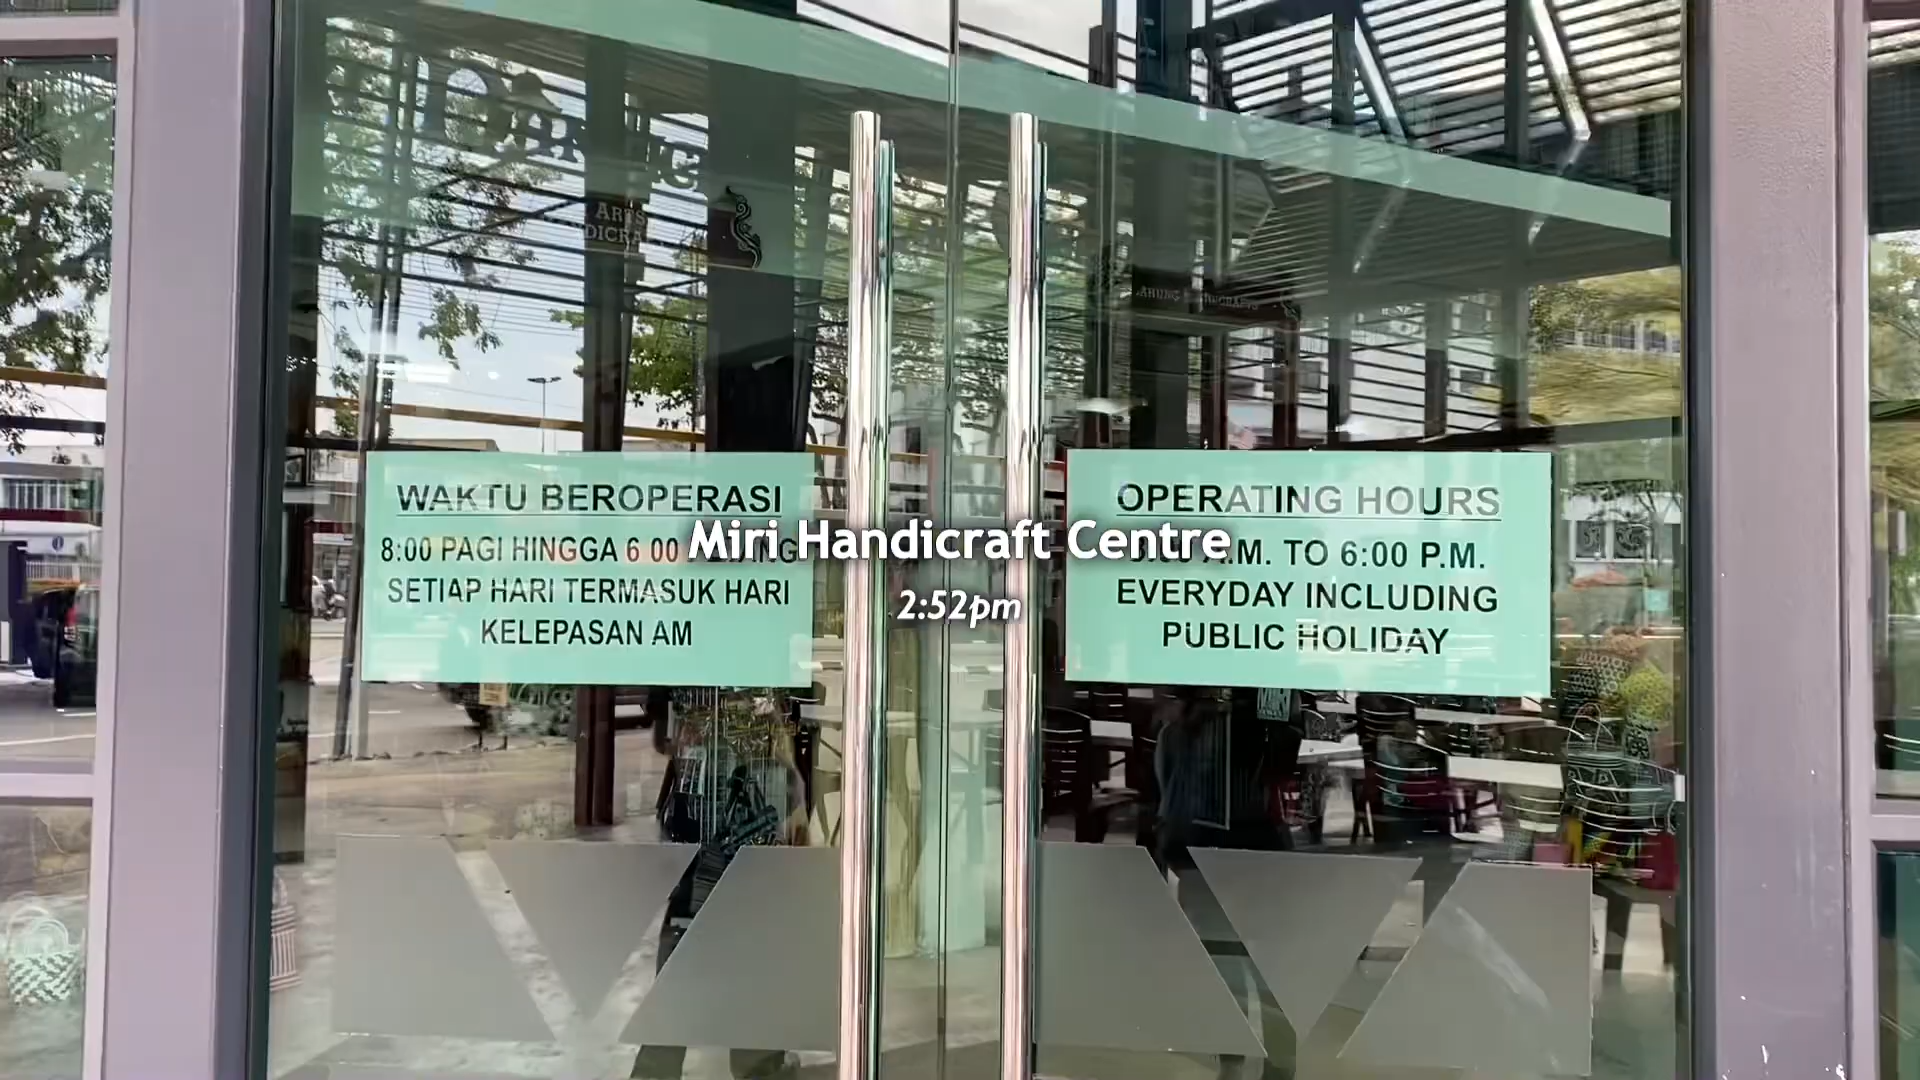 ARTS
WAKTU BEROPERASI
8:00 PAGI HINGGA 6 00
SETIAP HARI TERMASUK HARI
KELEPASAN AM
OPERATING HOURS
A.M. TO 6:00 P.M.
EVERYDAY INCLUDING
PUBLIC HOLIDAY
Miri Handicraft Centre
2:52pm